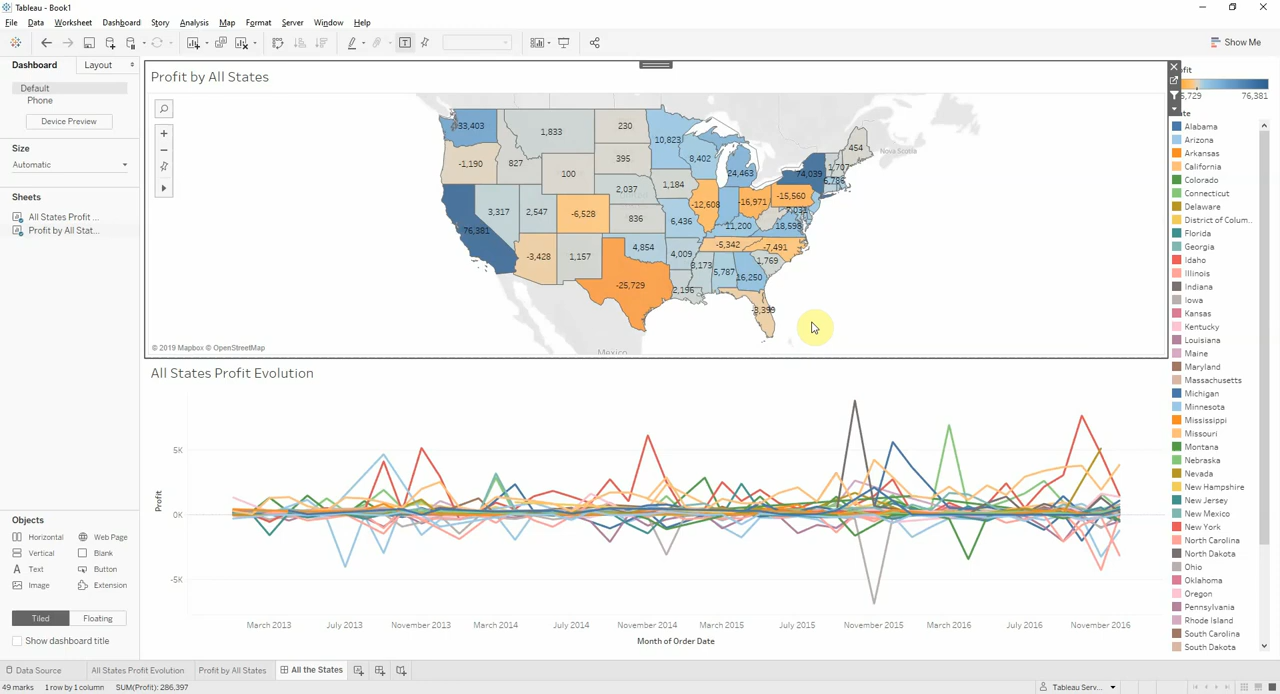 Tableau - Book1
File Data Worksheet Dashboard Story Analysis Map Format Server Window Help
Show Me
Dashboard Layout
Default
Phone
Device Preview
Size
Automatic
Sheets
All States Profit ...
Profit by All Stat...
Objects
Horizontal Web Page
Vertical Blank
Text Button
Image Extension
Tiled Floating
Show dashboard title
Profit by All States
33,403
1,833
230
10,823
454
-1,190
827
395
8,402
24,463
74,039
1,707
6,786
100
2,037
1,184
-12,608
-16,971
-15,560
3,317
2,547
-6,528
836
6,436
11,200
18,598
7,031
76,381
-3,428
1,157
4,854
4,009
-5,342
-7,491
1,769
-25,729
2,196
3,173
5,787
16,250
-3,399
Nova Scotia
Mexico
© 2019 Mapbox © OpenStreetMap
All States Profit Evolution
Profit
5K
0K
-5K
March 2013 July 2013 November 2013 March 2014 July 2014 November 2014 March 2015 July 2015 November 2015 March 2016 July 2016 November 2016
Month of Order Date
76,381
Alabama
Arizona
Arkansas
California
Colorado
Connecticut
Delaware
District of Colum...
Florida
Georgia
Idaho
Illinois
Indiana
Iowa
Kansas
Kentucky
Louisiana
Maine
Maryland
Massachusetts
Michigan
Minnesota
Mississippi
Missouri
Montana
Nebraska
Nevada
New Hampshire
New Jersey
New Mexico
New York
North Carolina
North Dakota
Ohio
Oklahoma
Oregon
Pennsylvania
Rhode Island
South Carolina
South Dakota
Data Source All States Profit Evolution Profit by All States All the States
49 marks 1 row by 1 column SUM(Profit): 286.397
Tableau Serv...